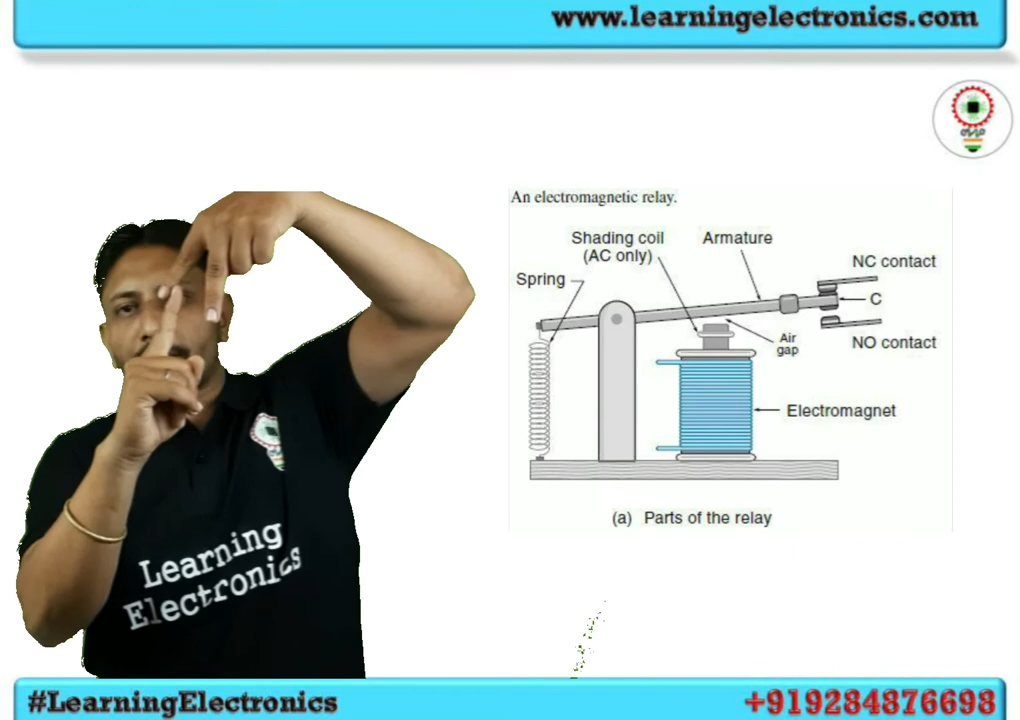 www.learningelectronics.com
An electromagnetic relay.
Shading coil
(AC only)
Armature
NC contact
Spring
C
Air
gap
NO contact
Electromagnet
(a) Parts of the relay
Learning
Electronics
#LearningElectronics
+919284876698